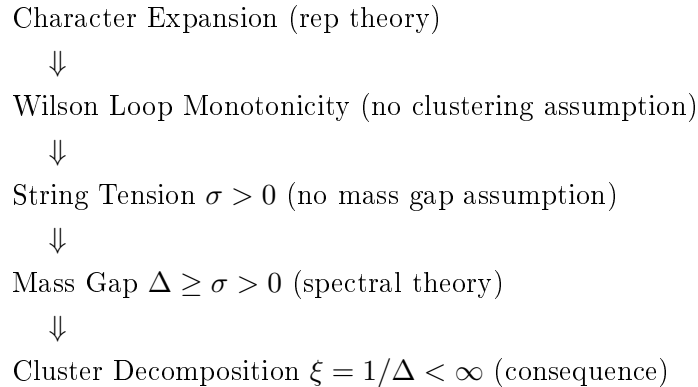 Character Expansion (rep theory)
⇓
Wilson Loop Monotonicity (no clustering assumption)
⇓
String Tension σ > 0 (no mass gap assumption)
⇓
Mass Gap Δ ≥ σ > 0 (spectral theory)
⇓
Cluster Decomposition ξ = 1/Δ < ∞ (consequence)